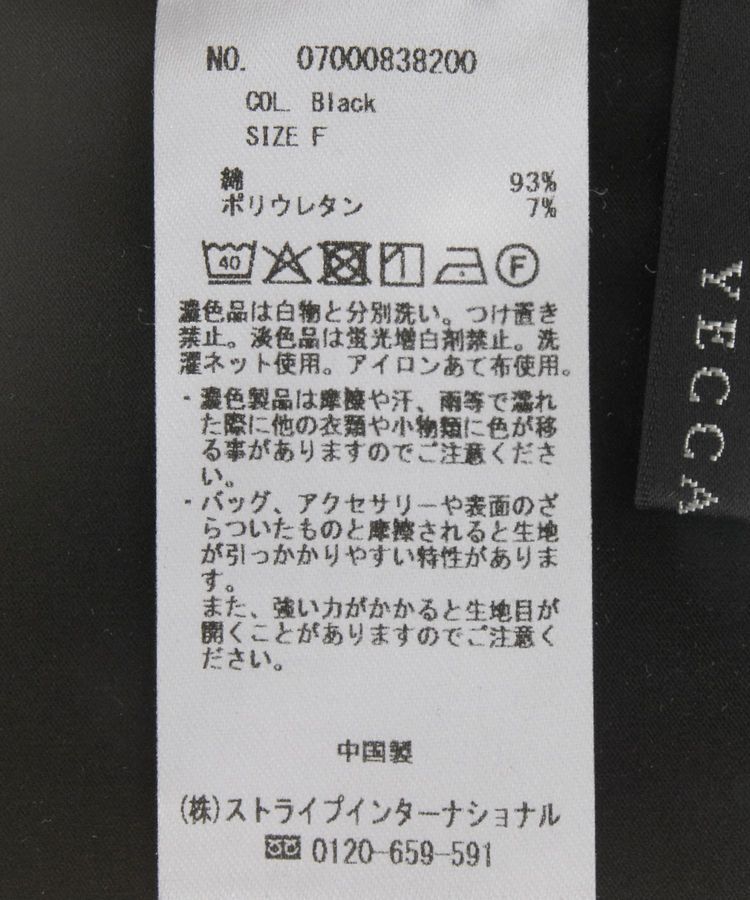 NO. 07000838200
COL. Black
SIZE F
綿 93%
ポリウレタン 7%
40
F
濃色品は白物と分別洗い。つけ置き
禁止。淡色品は蛍光増白剤禁止。洗
濯ネット使用。アイロンあて布使用。
・濃色製品は摩擦や汗、雨等で濡れ
た際に他の衣類や小物類に色が移
る事がありますのでご注意くださ
い。
・バッグ、アクセサリーや表面のざ
らついたものと摩擦されると生地
が引っかかりやすい特性がありま
す。
また、強い力がかかると生地目が
開くことがありますのでご注意く
ださい。
中国製
(株)ストライプインターナショナル
0120-659-591
YECCA